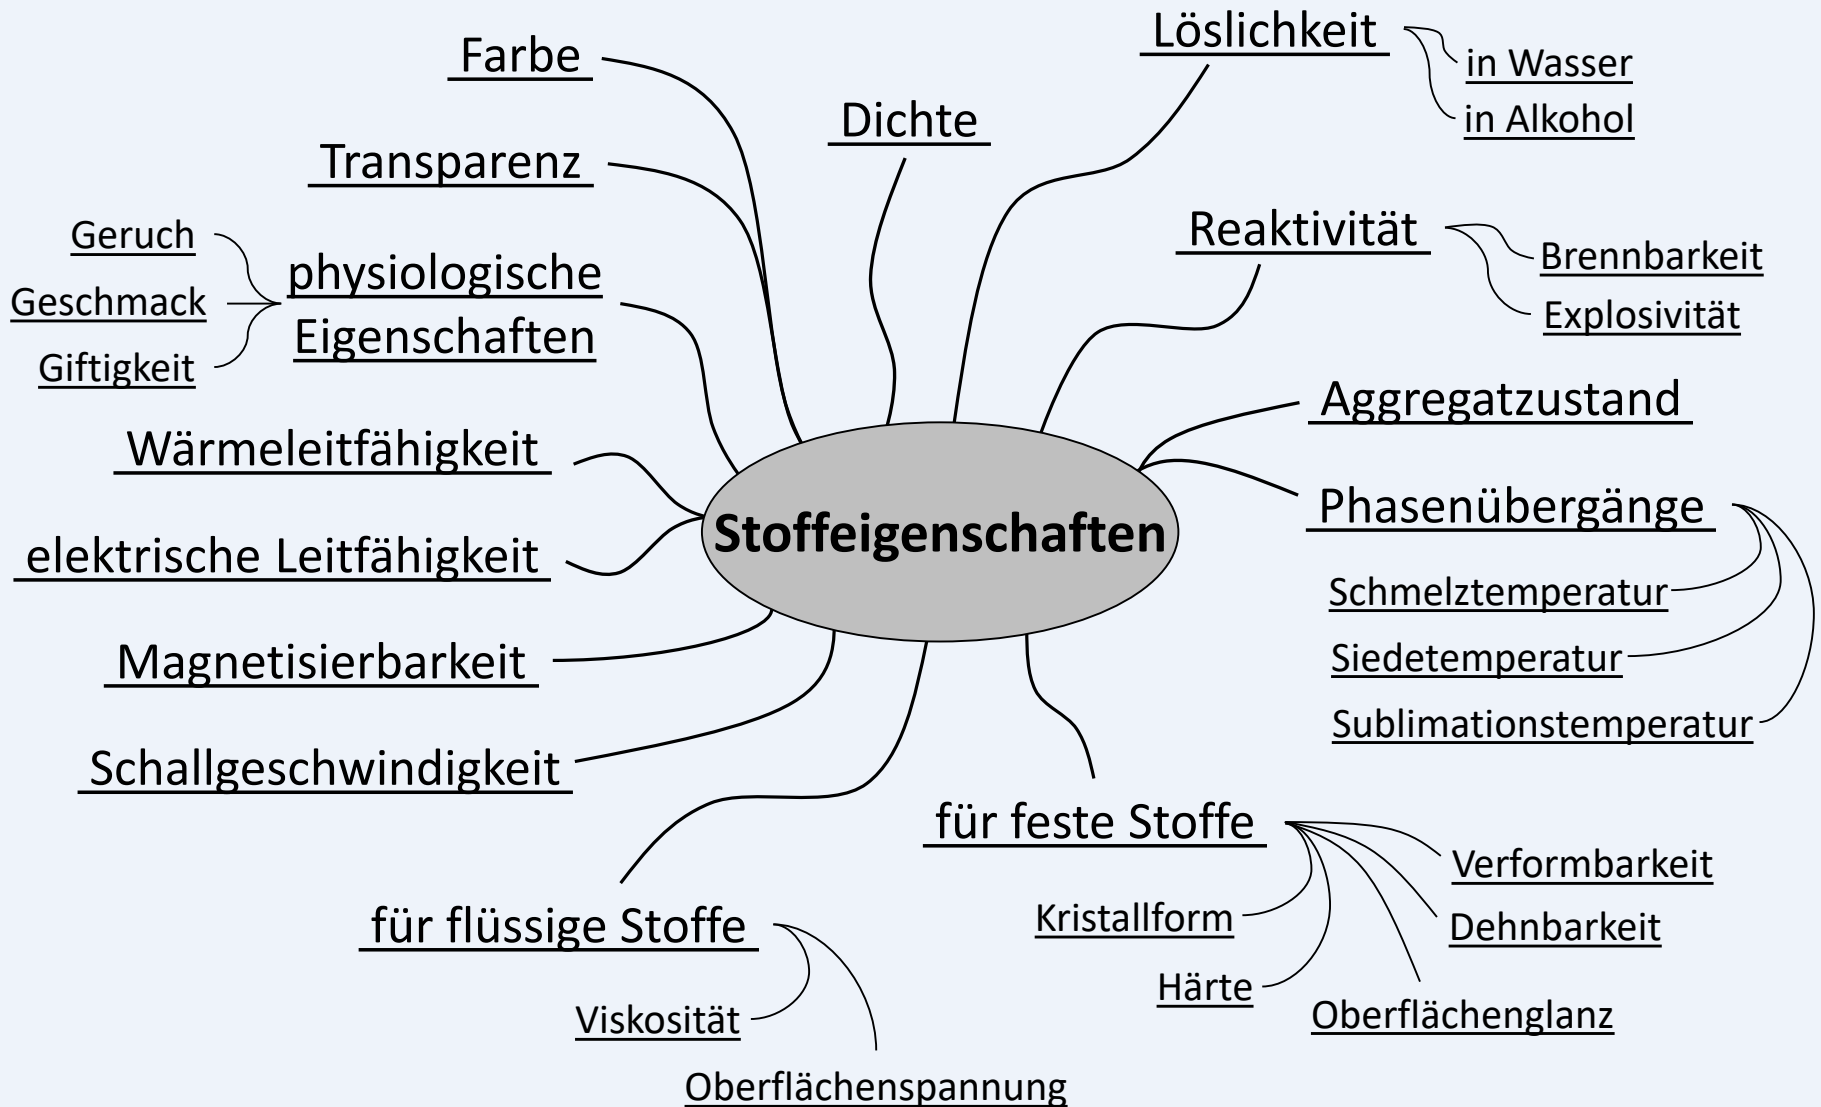 Löslichkeit
in Wasser
in Alkohol
Farbe
Dichte
Transparenz
Reaktivität
Brennbarkeit
Explosivität
Geruch
Geschmack
Giftigkeit
physiologische
Eigenschaften
Aggregatzustand
Wärmeleitfähigkeit
Phasenübergänge
Schmelztemperatur
Siedetemperatur
Sublimationstemperatur
Stoffeigenschaften
elektrische Leitfähigkeit
Magnetisierbarkeit
Schallgeschwindigkeit
für feste Stoffe
Verformbarkeit
Dehnbarkeit
Oberflächenglanz
Kristallform
Härte
für flüssige Stoffe
Viskosität
Oberflächenspannung